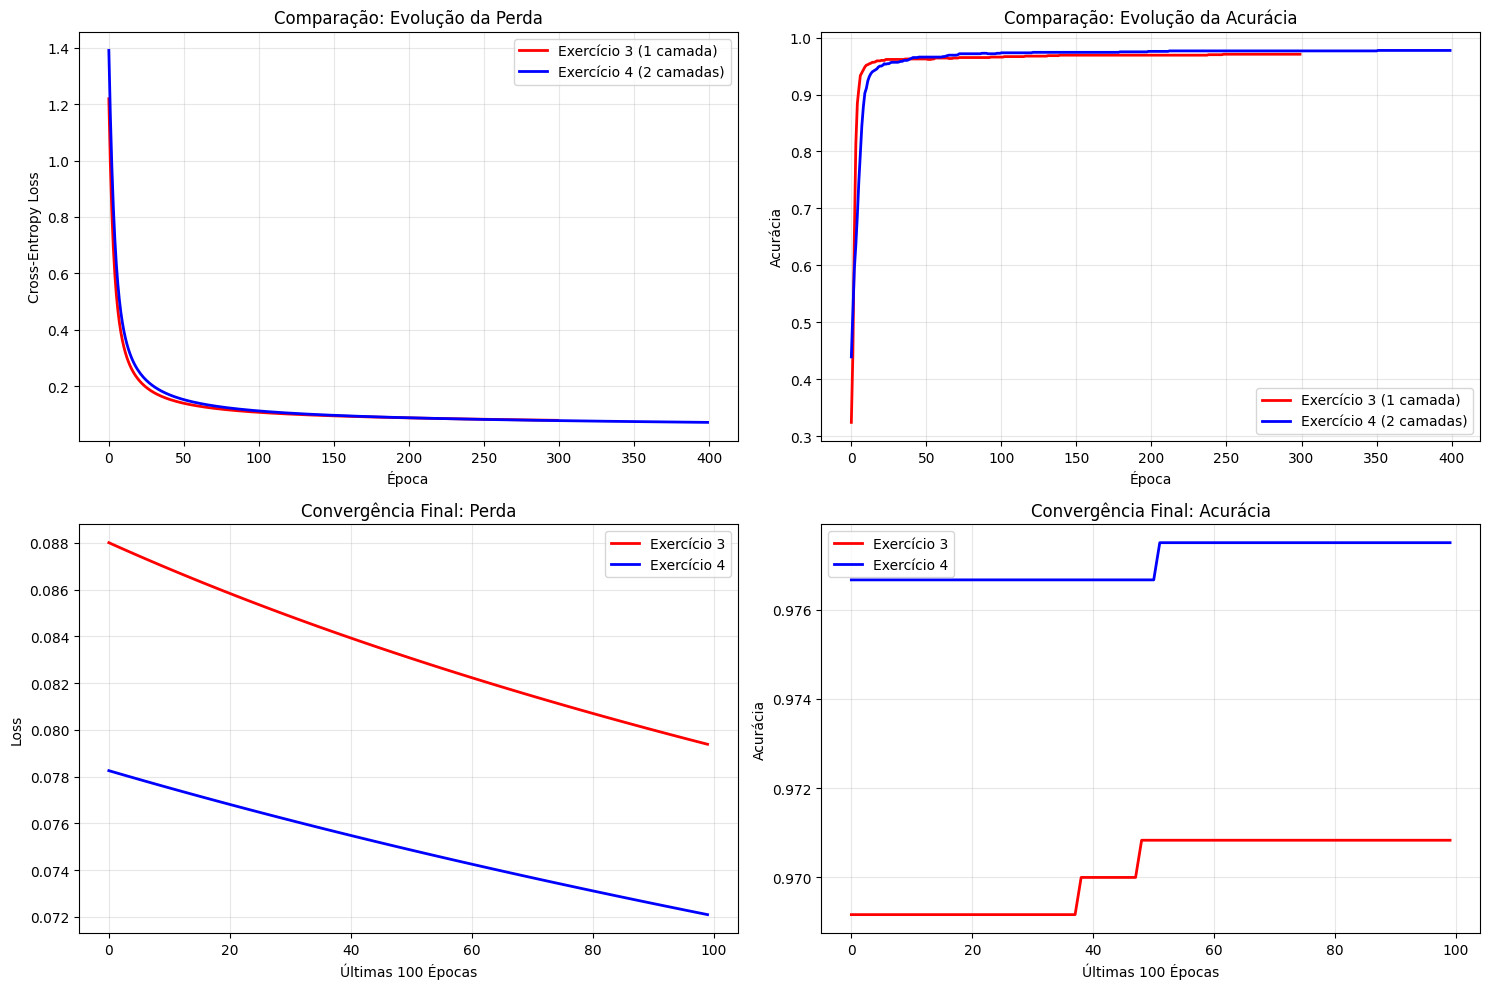 Comparação: Evolução da Perda
Cross-Entropy Loss
1.4
1.2
1.0
0.8
0.6
0.4
0.2
Exercício 3 (1 camada)
Exercício 4 (2 camadas)
0 50 100 150 200 250 300 350 400
Época
Comparação: Evolução da Acurácia
Acurácia
1.0
0.9
0.8
0.7
0.6
0.5
0.4
0.3
Exercício 3 (1 camada)
Exercício 4 (2 camadas)
0 50 100 150 200 250 300 350 400
Época
Convergência Final: Perda
Loss
0.088
0.086
0.084
0.082
0.080
0.078
0.076
0.074
0.072
Exercício 3
Exercício 4
0 20 40 60 80 100
Últimas 100 Épocas
Convergência Final: Acurácia
Acurácia
Exercício 3
Exercício 4
0.976
0.974
0.972
0.970
0 20 40 60 80 100
Últimas 100 Épocas